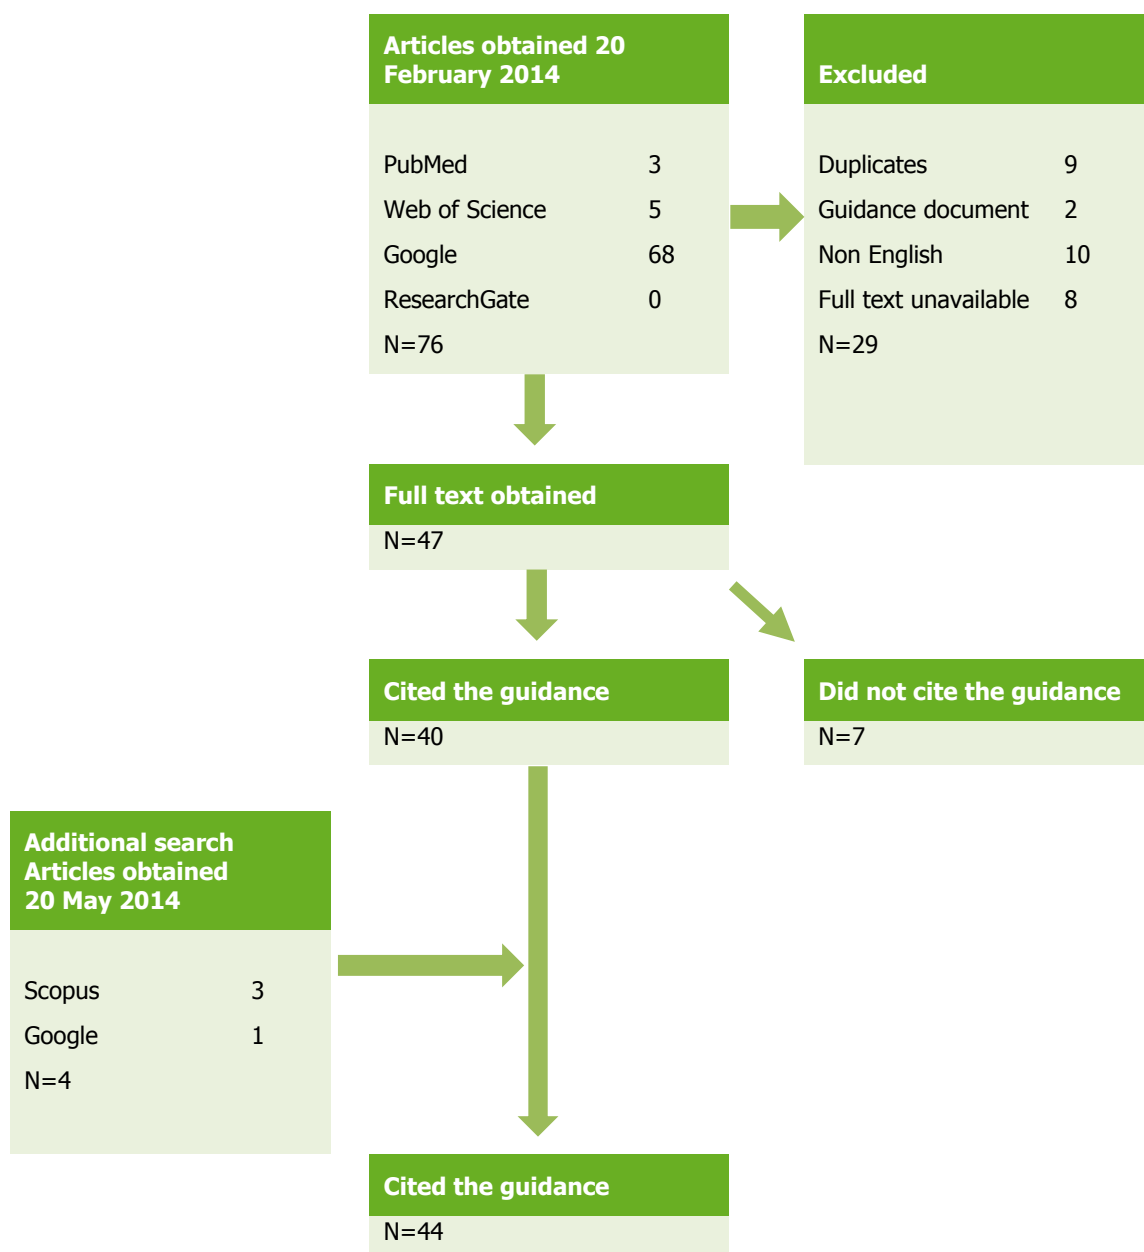 Articles obtained 20
February 2014
PubMed 3
Web of Science 5
Google 68
ResearchGate 0
N=76
Excluded
Duplicates 9
Guidance document 2
Non English 10
Full text unavailable 8
N=29
Full text obtained
N=47
Cited the guidance
N=40
Did not cite the guidance
N=7
Additional search
Articles obtained
20 May 2014
Scopus 3
Google 1
N=4
Cited the guidance
N=44